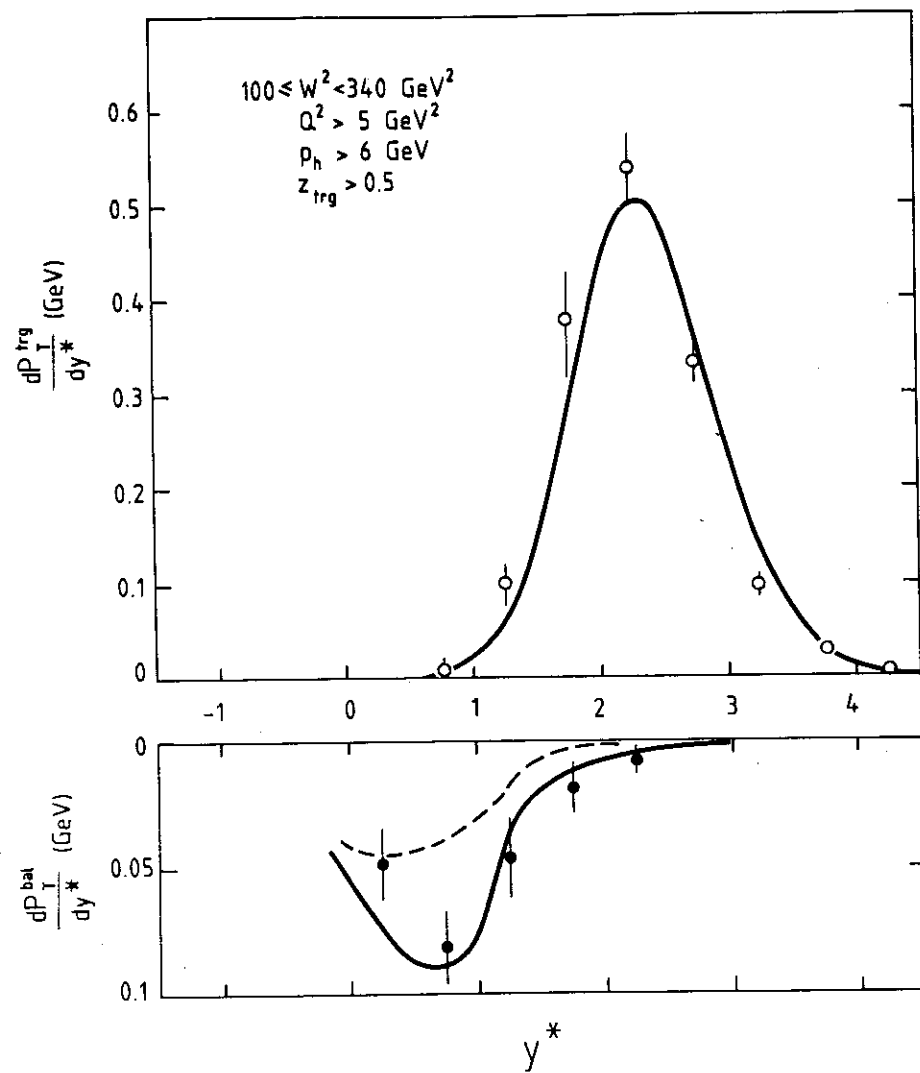 100 ≤ W² < 340 GeV²
Q² > 5 GeV²
p_h > 6 GeV
z_trg > 0.5
dP_T^trg / dy* (GeV)
0.6
0.5
0.4
0.3
0.2
0.1
0
-1 0 1 2 3 4
dP_T^bal / dy* (GeV)
0
0.05
0.1
y*